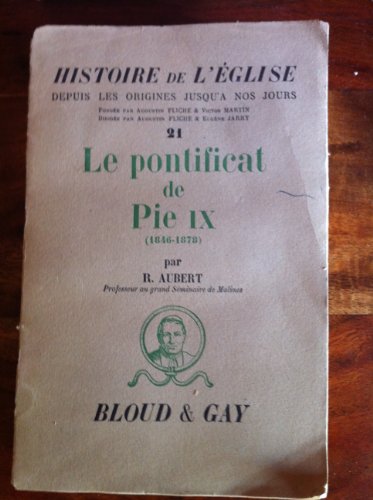 HISTOIRE DE L'ÉGLISE
DEPUIS LES ORIGINES JUSQU'A NOS JOURS
Fondée par Augustin FLICHE & Victor MARTIN
Dirigée par Augustin FLICHE & Eugène JARRY
21
Le pontificat
de
Pie IX
(1846-1878)
par
R. AUBERT
Professeur au grand Séminaire de Malines
BLOUD & GAY